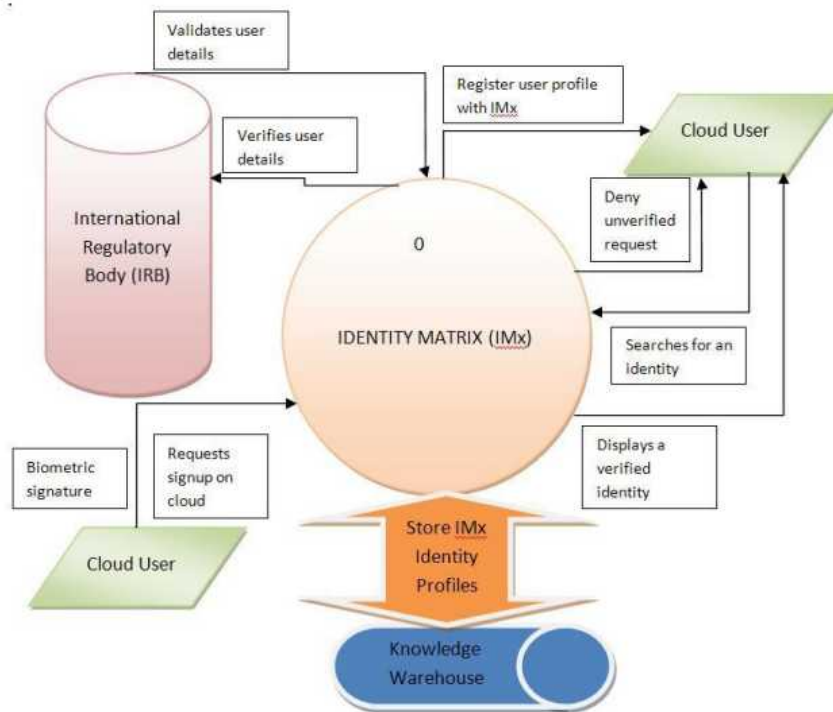 Validates user
details
Register user profile
with IMx
Cloud User
Verifies user
details
International
Regulatory
Body (IRB)
Deny
unverified
request
0
IDENTITY MATRIX (IMx)
Searches for an
identity
Biometric
signature
Requests
signup on
cloud
Displays a
verified
identity
Cloud User
Store IMx
Identity
Profiles
Knowledge
Warehouse